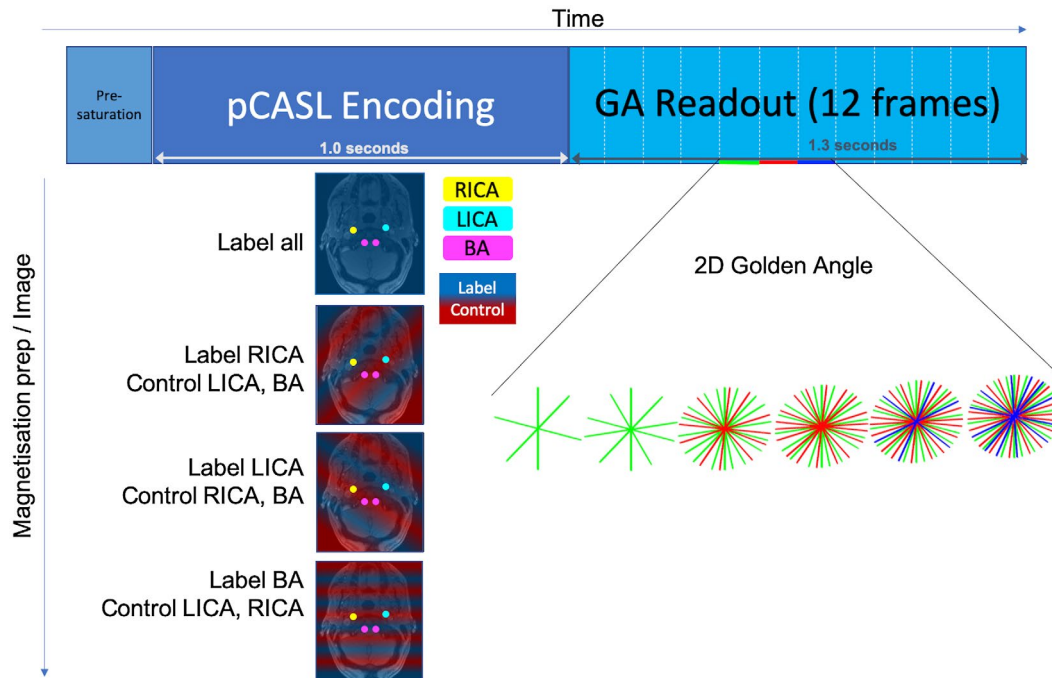 Time
Pre-
saturation
pCASL Encoding
1.0 seconds
GA Readout (12 frames)
1.3 seconds
Magnetisation prep / Image
Label all
RICA
LICA
BA
Label
Control
2D Golden Angle
Label RICA
Control LICA, BA
Label LICA
Control RICA, BA
Label BA
Control LICA, RICA